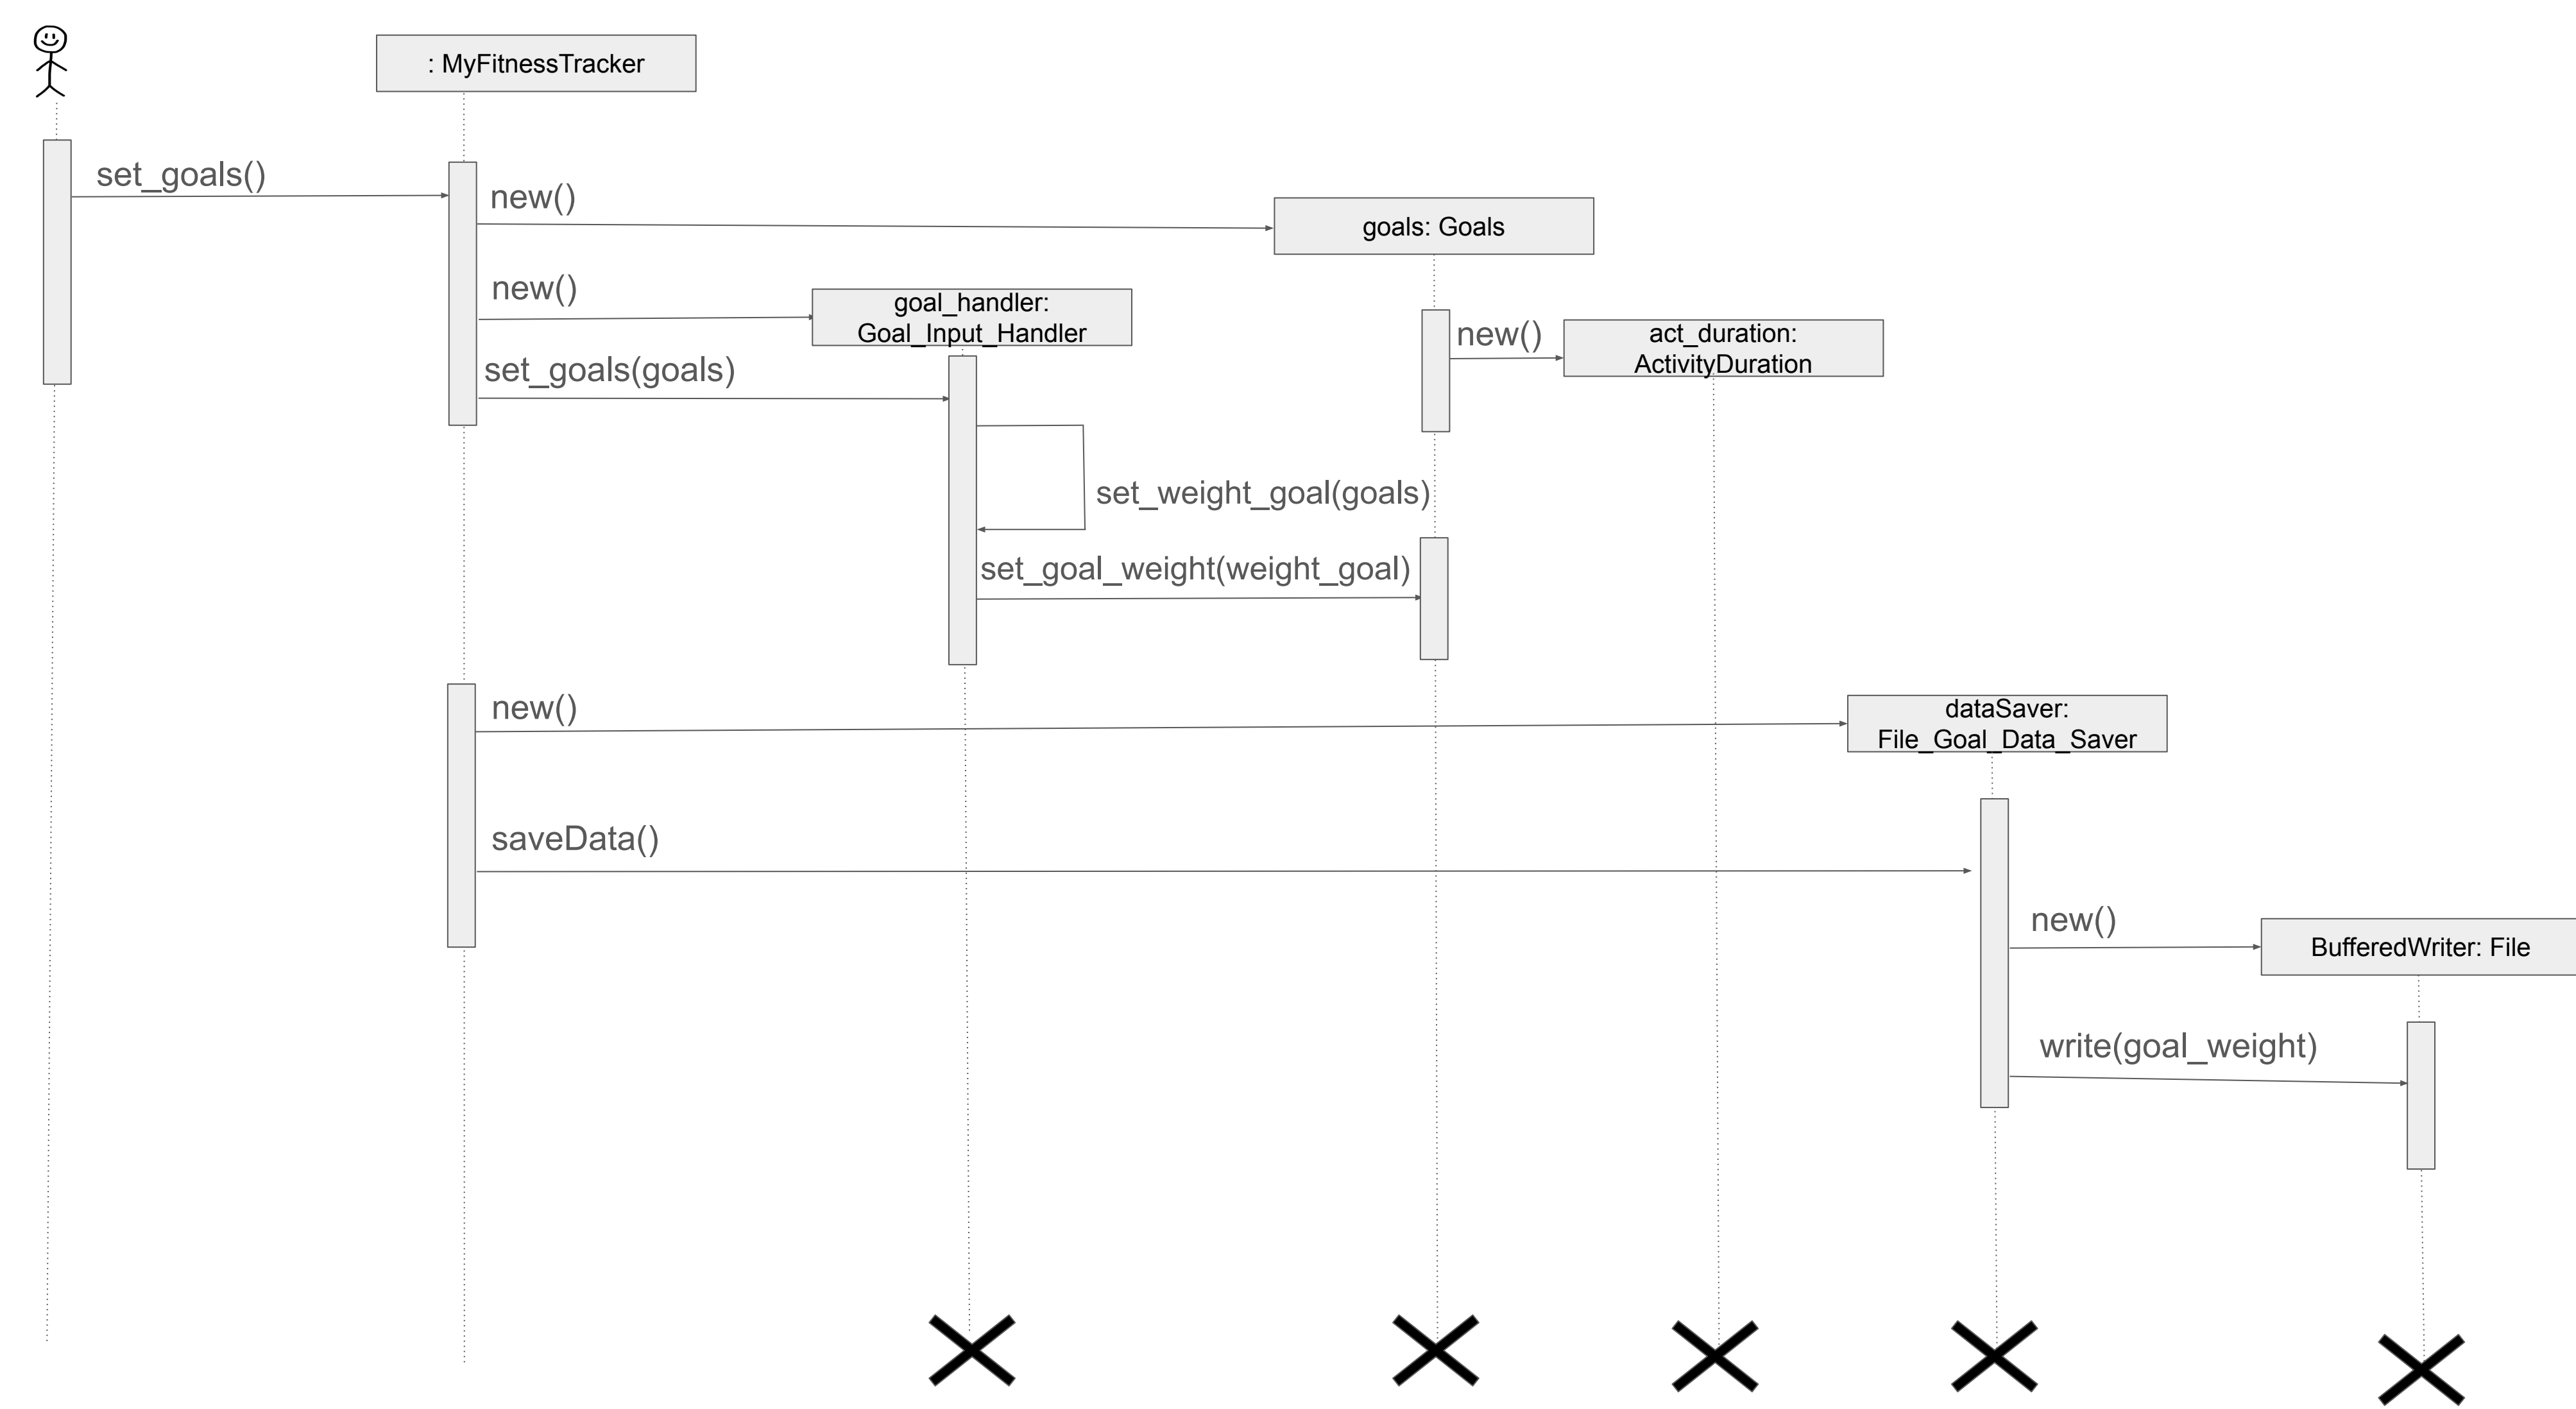 : MyFitnessTracker
set_goals()
new()
goals: Goals
new()
goal_handler:
Goal_Input_Handler
new()
act_duration:
ActivityDuration
set_goals(goals)
set_weight_goal(goals)
set_goal_weight(weight_goal)
new()
dataSaver:
File_Goal_Data_Saver
saveData()
new()
BufferedWriter: File
write(goal_weight)